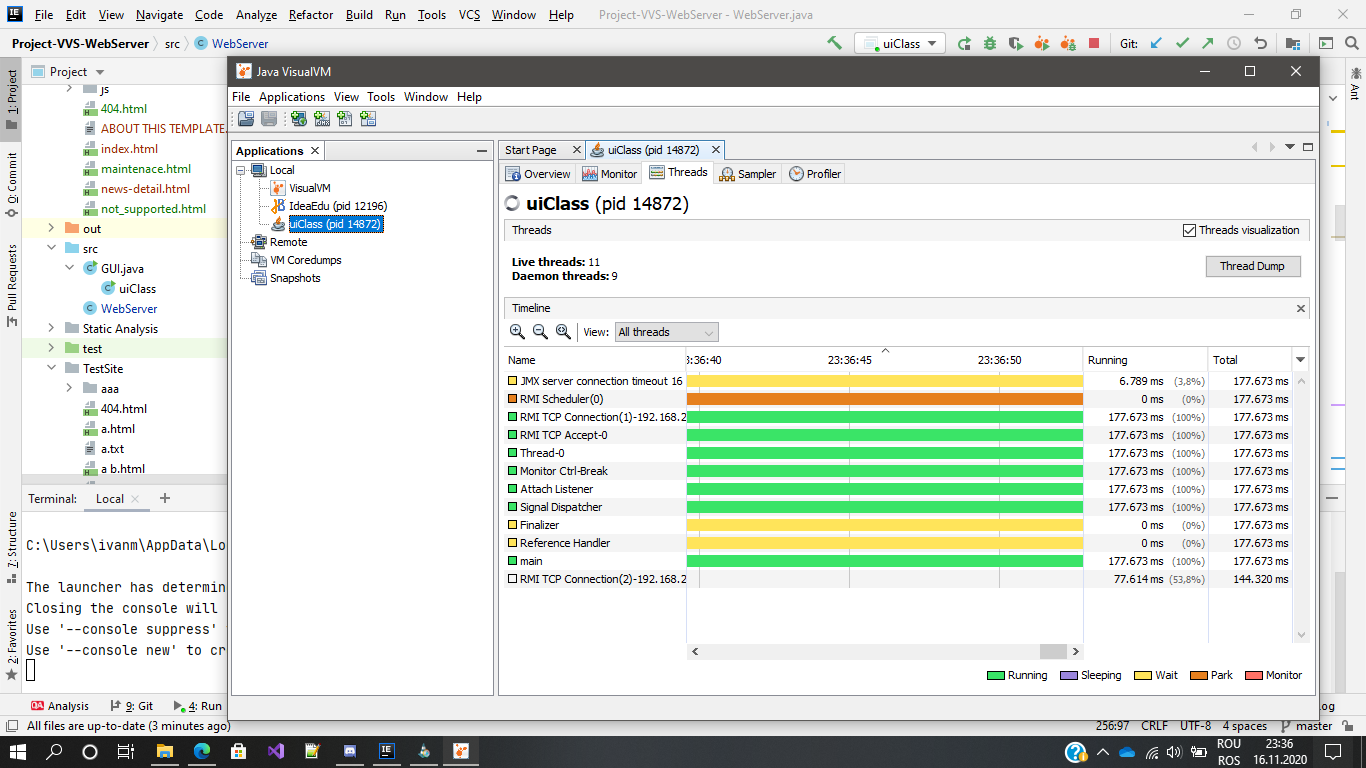 File Edit View Navigate Code Analyze Refactor Build Run Tools VCS Window Help Project-VVS-WebServer - WebServer.java
Project-VVS-WebServer src WebServer uiClass Git:
1: Project
0: Commit
Pull Requests
7: Structure
2: Favorites
Ant
Project
js
404.html
ABOUT THIS TEMPLATE.
index.html
maintenace.html
news-detail.html
not_supported.html
out
src
GUI.java
uiClass
WebServer
Static Analysis
test
TestSite
aaa
404.html
a.html
a.txt
a b.html
Terminal: Local
C:\Users\ivanm\AppData\Lo
The launcher has determin
Closing the console will
Use '--console suppress'
Use '--console new' to cr
Java VisualVM
File Applications View Tools Window Help
Applications
Local
VisualVM
IdeaEdu (pid 12196)
uiClass (pid 14872)
Remote
VM Coredumps
Snapshots
Start Page uiClass (pid 14872)
Overview Monitor Threads Sampler Profiler
uiClass (pid 14872)
Threads Threads visualization
Live threads: 11
Daemon threads: 9
Thread Dump
Timeline
View: All threads
Name 3:36:40 23:36:45 23:36:50 Running Total
JMX server connection timeout 16 6.789 ms (3,8%) 177.673 ms
RMI Scheduler(0) 0 ms (0%) 177.673 ms
RMI TCP Connection(1)-192.168.2 177.673 ms (100%) 177.673 ms
RMI TCP Accept-0 177.673 ms (100%) 177.673 ms
Thread-0 177.673 ms (100%) 177.673 ms
Monitor Ctrl-Break 177.673 ms (100%) 177.673 ms
Attach Listener 177.673 ms (100%) 177.673 ms
Signal Dispatcher 177.673 ms (100%) 177.673 ms
Finalizer 0 ms (0%) 177.673 ms
Reference Handler 0 ms (0%) 177.673 ms
main 177.673 ms (100%) 177.673 ms
RMI TCP Connection(2)-192.168.2 77.614 ms (53,8%) 144.320 ms
Running Sleeping Wait Park Monitor
Analysis 9: Git 4: Run Log
All files are up-to-date (3 minutes ago) 256:97 CRLF UTF-8 4 spaces master
ROU 23:36
ROS 16.11.2020